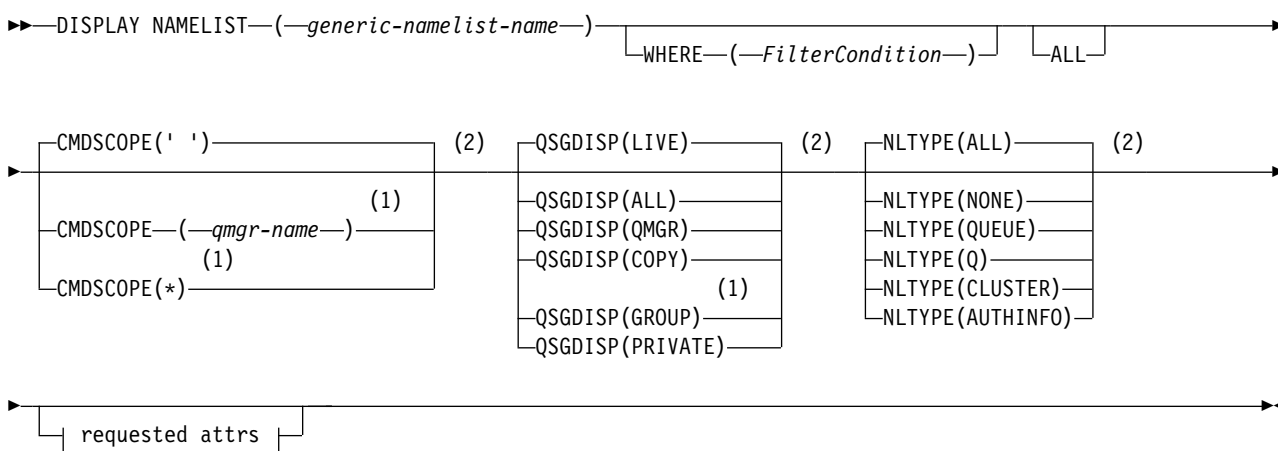 DISPLAY NAMELIST ( generic-namelist-name )
WHERE ( FilterCondition )
ALL
CMDSCOPE(' ') (2)
CMDSCOPE ( qmgr-name ) (1)
CMDSCOPE(*) (1)
QSGDISP(LIVE) (2)
QSGDISP(ALL)
QSGDISP(QMGR)
QSGDISP(COPY)
QSGDISP(GROUP) (1)
QSGDISP(PRIVATE)
NLTYPE(ALL) (2)
NLTYPE(NONE)
NLTYPE(QUEUE)
NLTYPE(Q)
NLTYPE(CLUSTER)
NLTYPE(AUTHINFO)
requested attrs